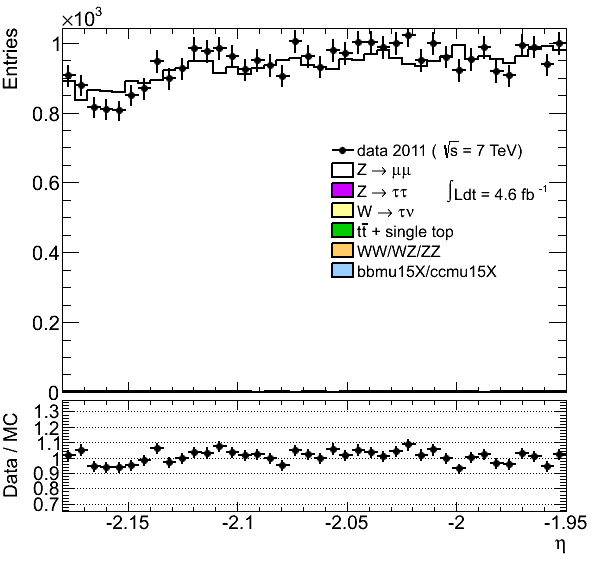 ×10³
Entries
1
0.8
0.6
0.4
0.2
0
data 2011 ( √s = 7 TeV)
Z → μμ
Z → ττ
∫Ldt = 4.6 fb⁻¹
W → τν
tt̅ + single top
WW/WZ/ZZ
bbmu15X/ccmu15X
Data / MC
1.3
1.2
1.1
1
0.9
0.8
0.7
-2.15 -2.1 -2.05 -2 -1.95
η